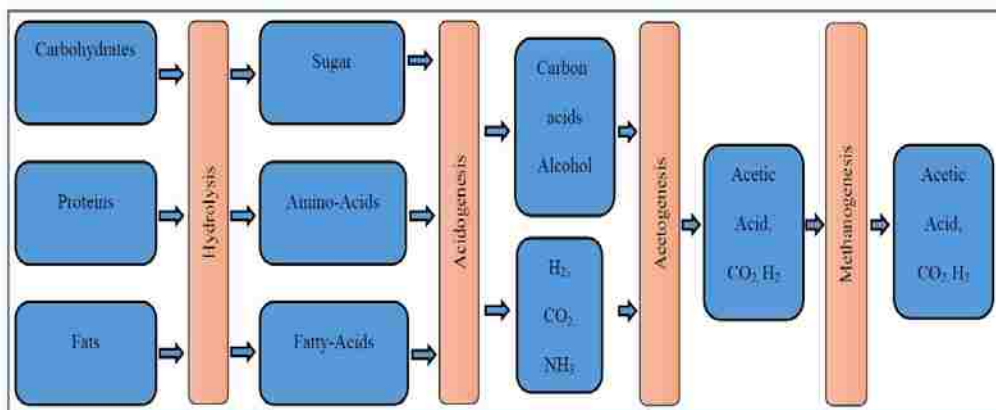 Carbohydrates
Proteins
Fats
Hydrolysis
Sugar
Amino-Acids
Fatty-Acids
Acidogenesis
Carbon
acids
Alcohol
H2,
CO2,
NH3
Acetogenesis
Acetic
Acid,
CO2, H2
Methanogenesis
Acetic
Acid,
CO2, H2